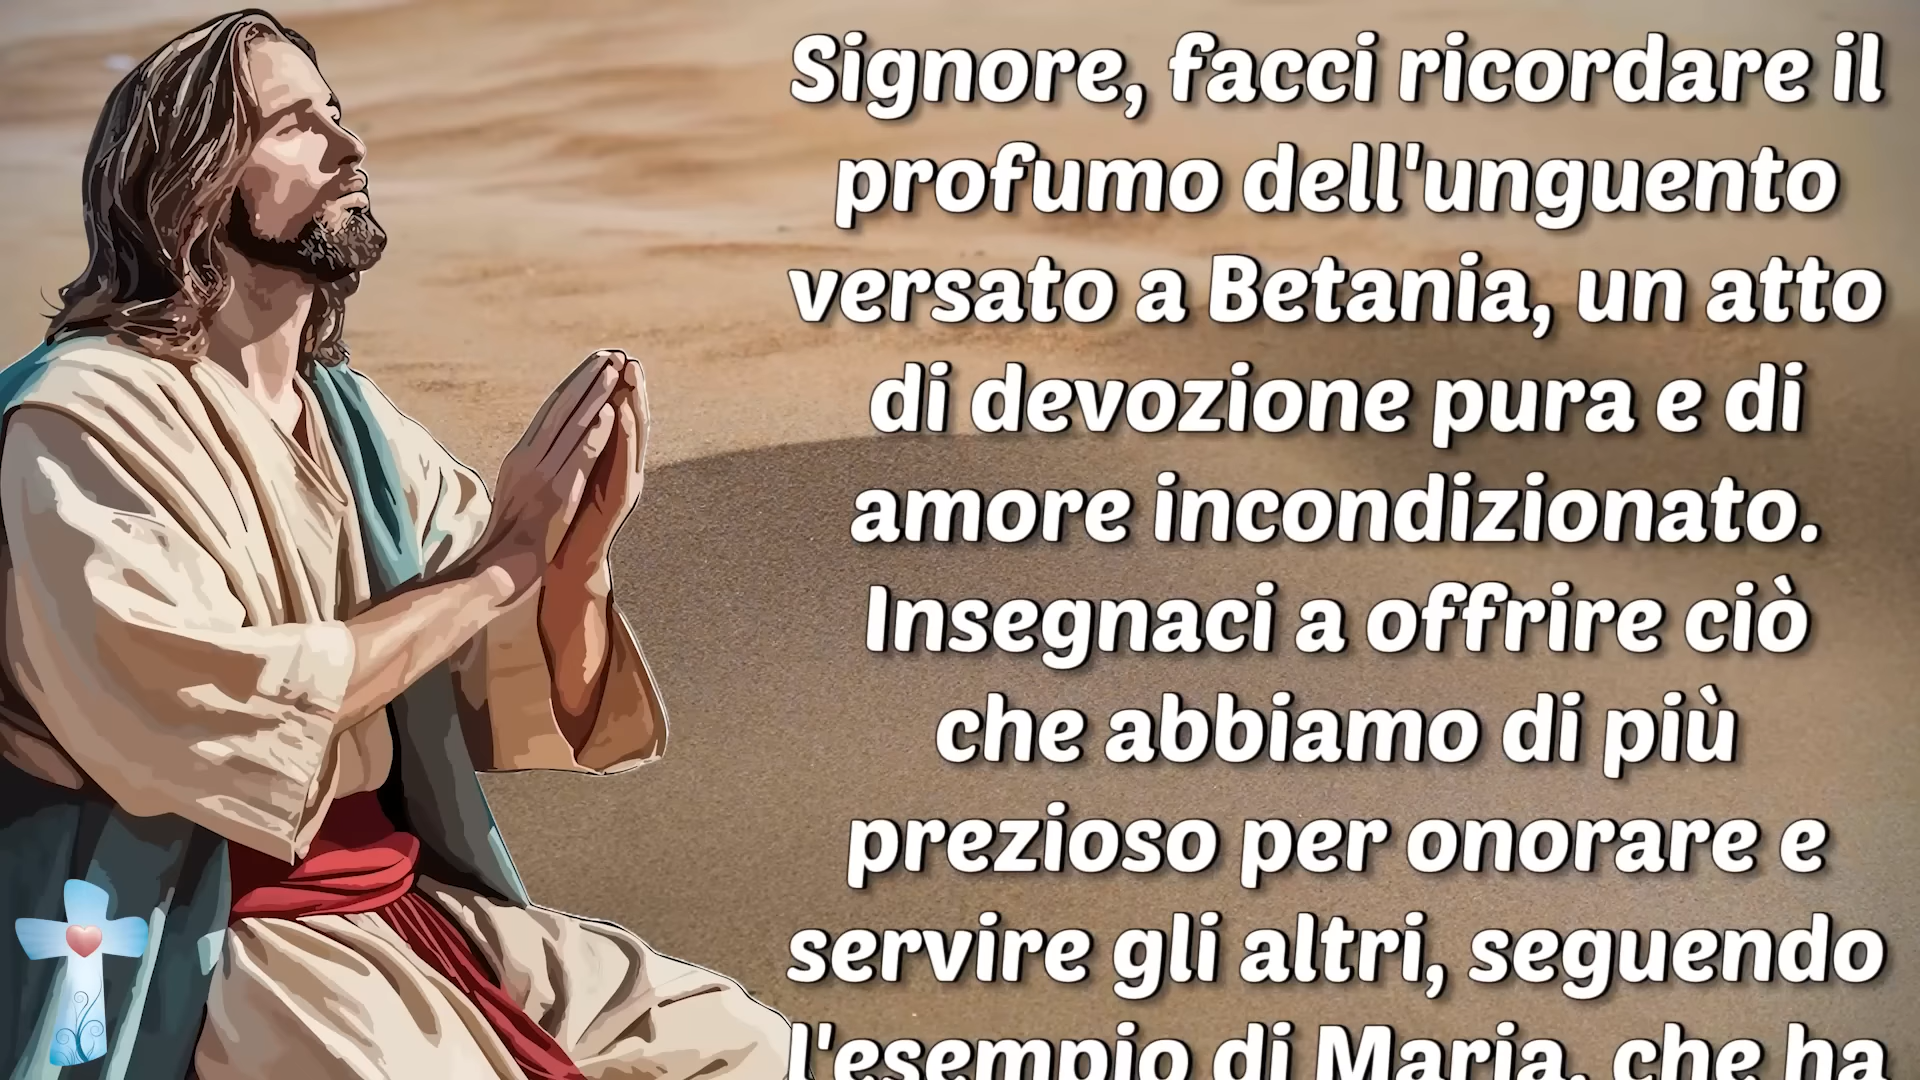 Signore, facci ricordare il
profumo dell'unguento
versato a Betania, un atto
di devozione pura e di
amore incondizionato.
Insegnaci a offrire ciò
che abbiamo di più
prezioso per onorare e
servire gli altri, seguendo
l'esempio di Maria, che ha